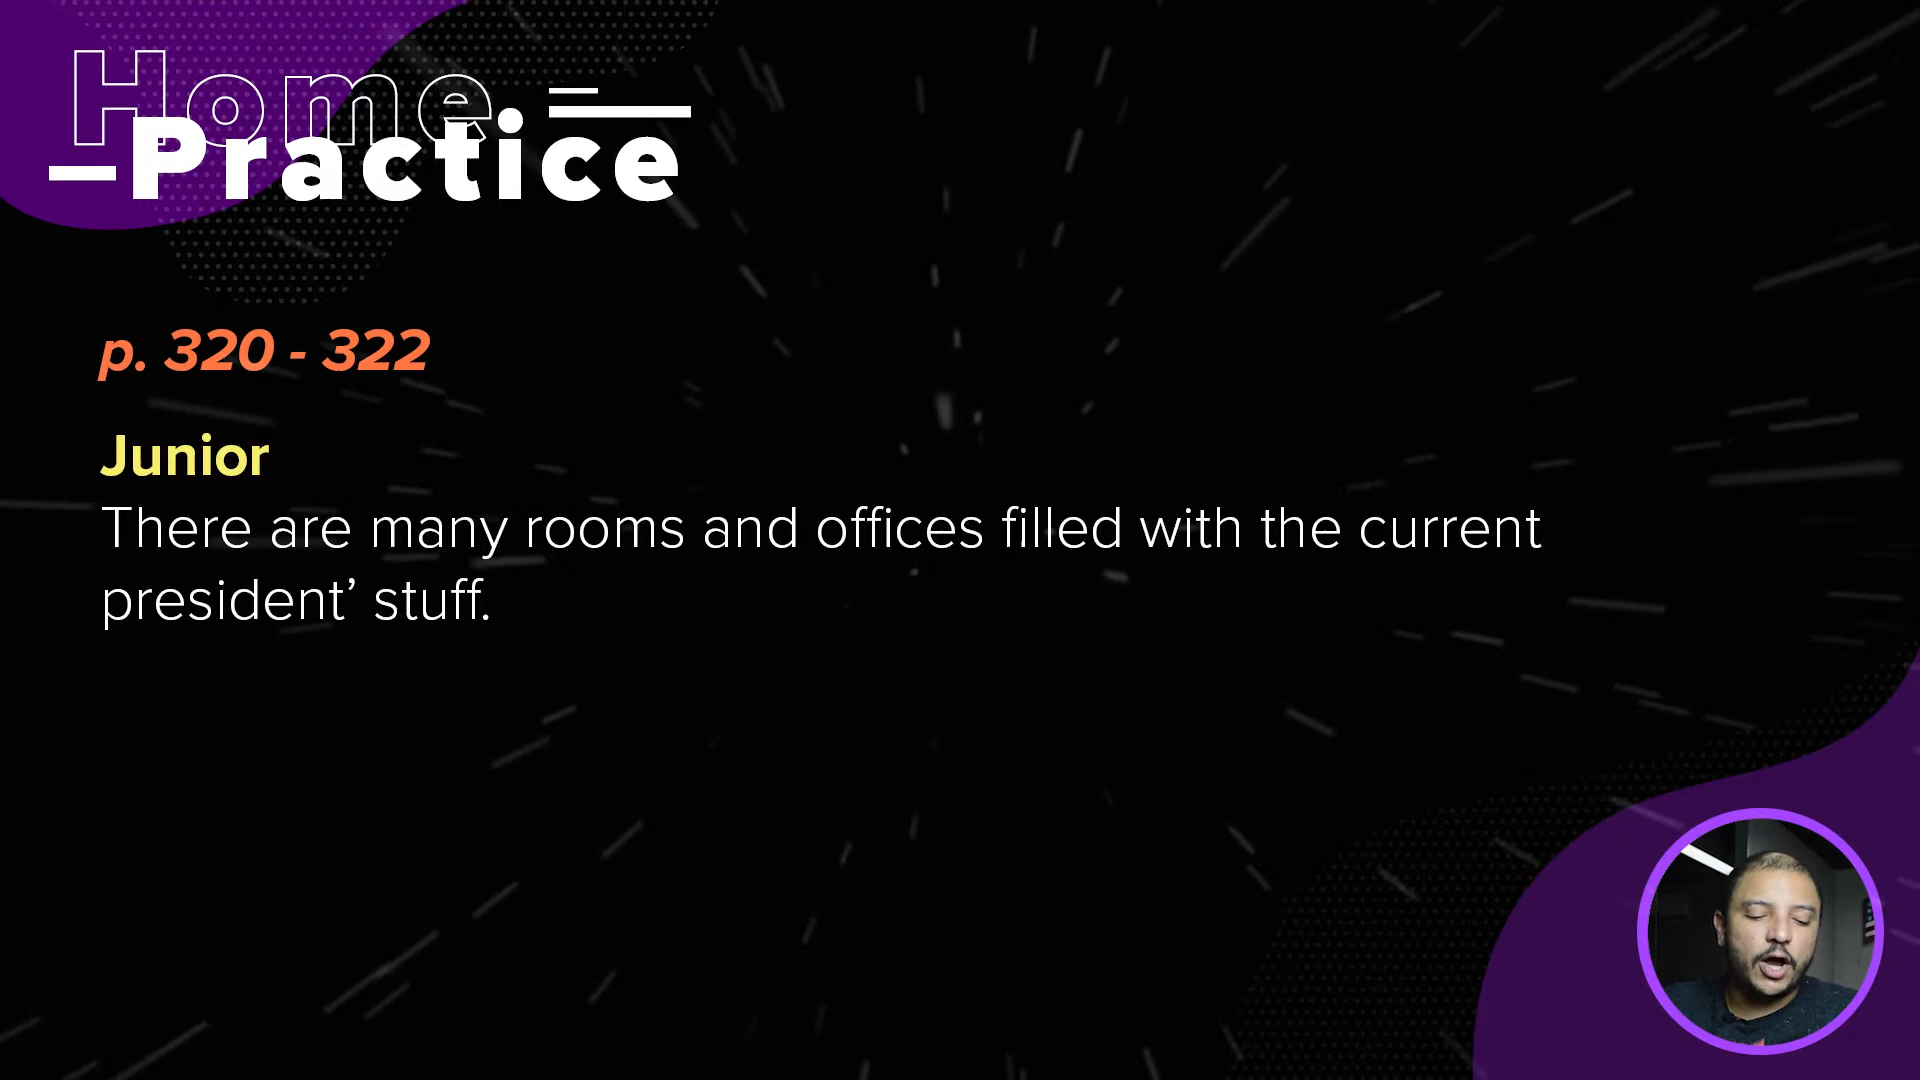 Home
Practice
p. 320 - 322
Junior
There are many rooms and offices filled with the current
president’ stuff.